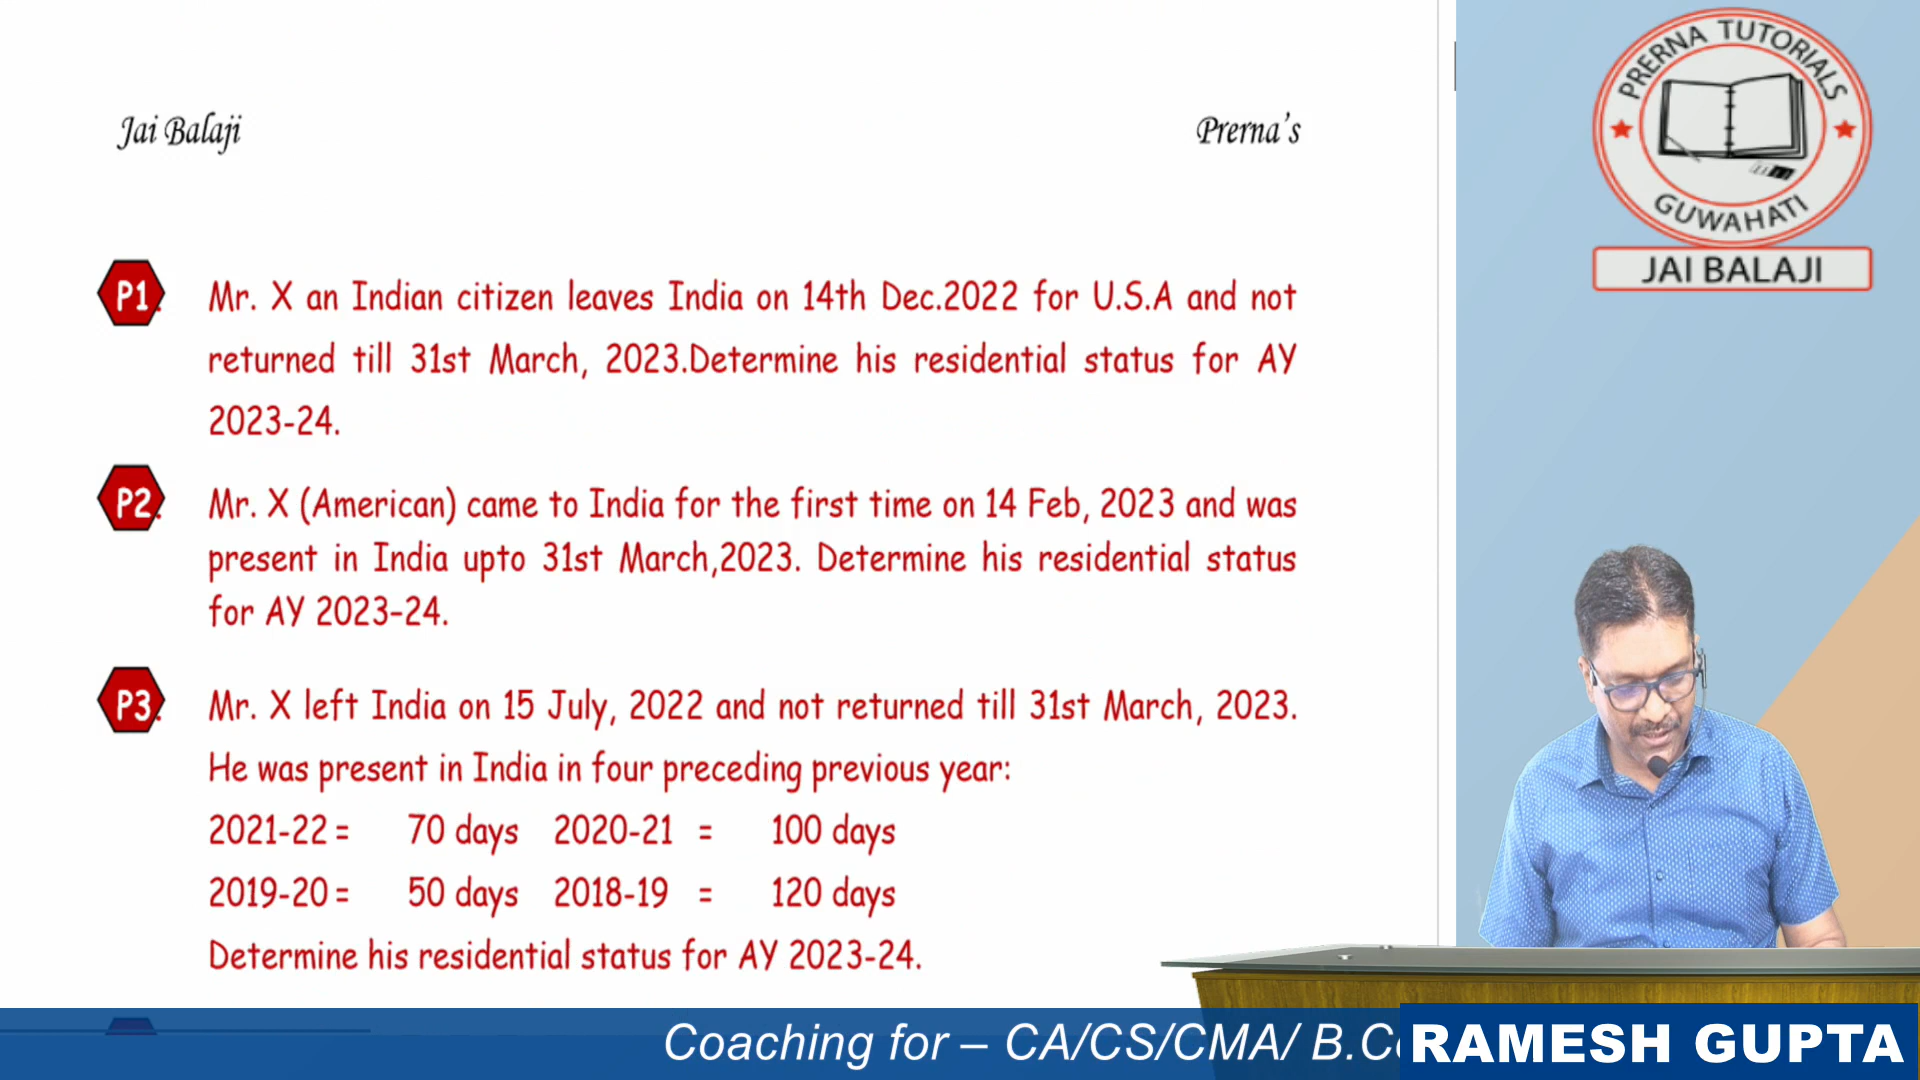 PRERNA TUTORIALS
GUWAHATI
JAI BALAJI
Jai Balaji
Prerna's
P1. Mr. X an Indian citizen leaves India on 14th Dec.2022 for U.S.A and not
returned till 31st March, 2023.Determine his residential status for AY
2023-24.
P2. Mr. X (American) came to India for the first time on 14 Feb, 2023 and was
present in India upto 31st March,2023. Determine his residential status
for AY 2023-24.
P3. Mr. X left India on 15 July, 2022 and not returned till 31st March, 2023.
He was present in India in four preceding previous year:
2021-22 = 70 days 2020-21 = 100 days
2019-20 = 50 days 2018-19 = 120 days
Determine his residential status for AY 2023-24.
Coaching for – CA/CS/CMA/ B.C
RAMESH GUPTA